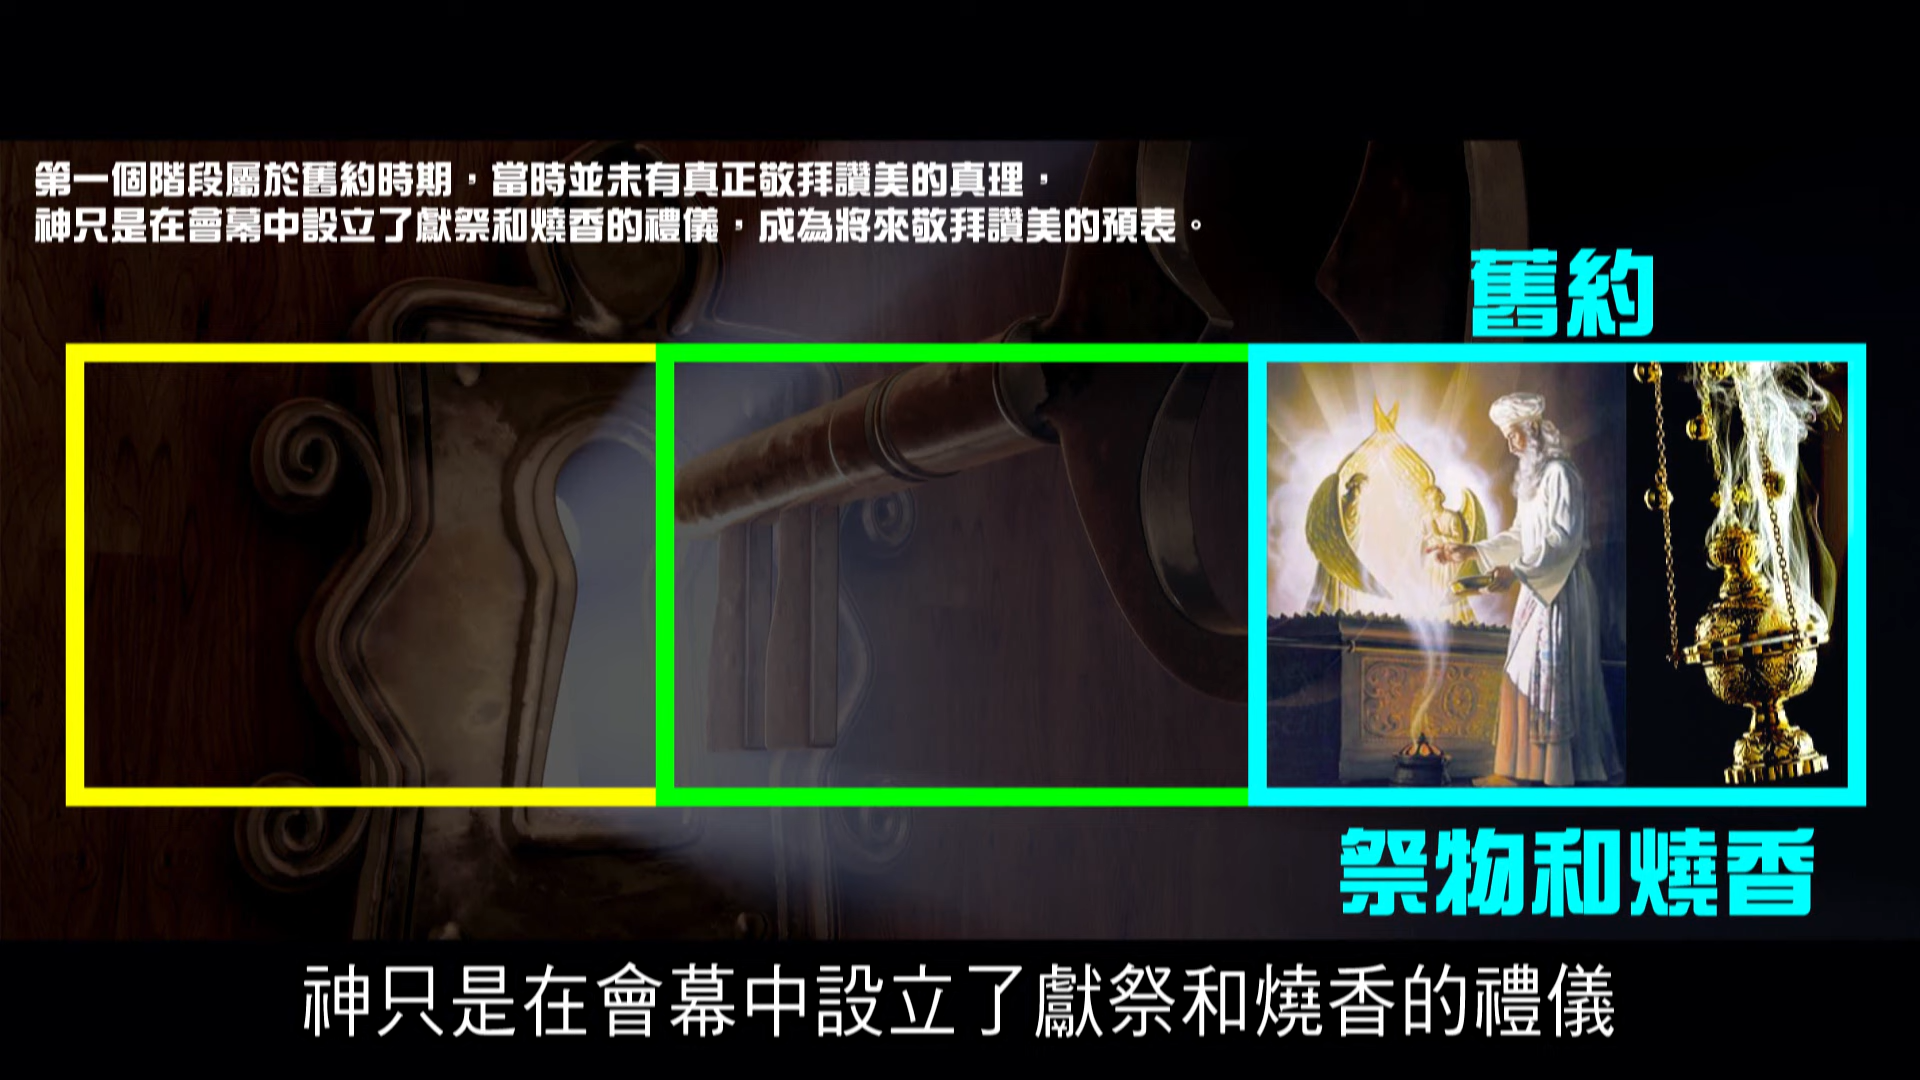 第一個階段屬於舊約時期，當時並未有真正敬拜讚美的真理，
神只是在會幕中設立了獻祭和燒香的禮儀，成為將來敬拜讚美的預表。
舊約
祭物和燒香
神只是在會幕中設立了獻祭和燒香的禮儀